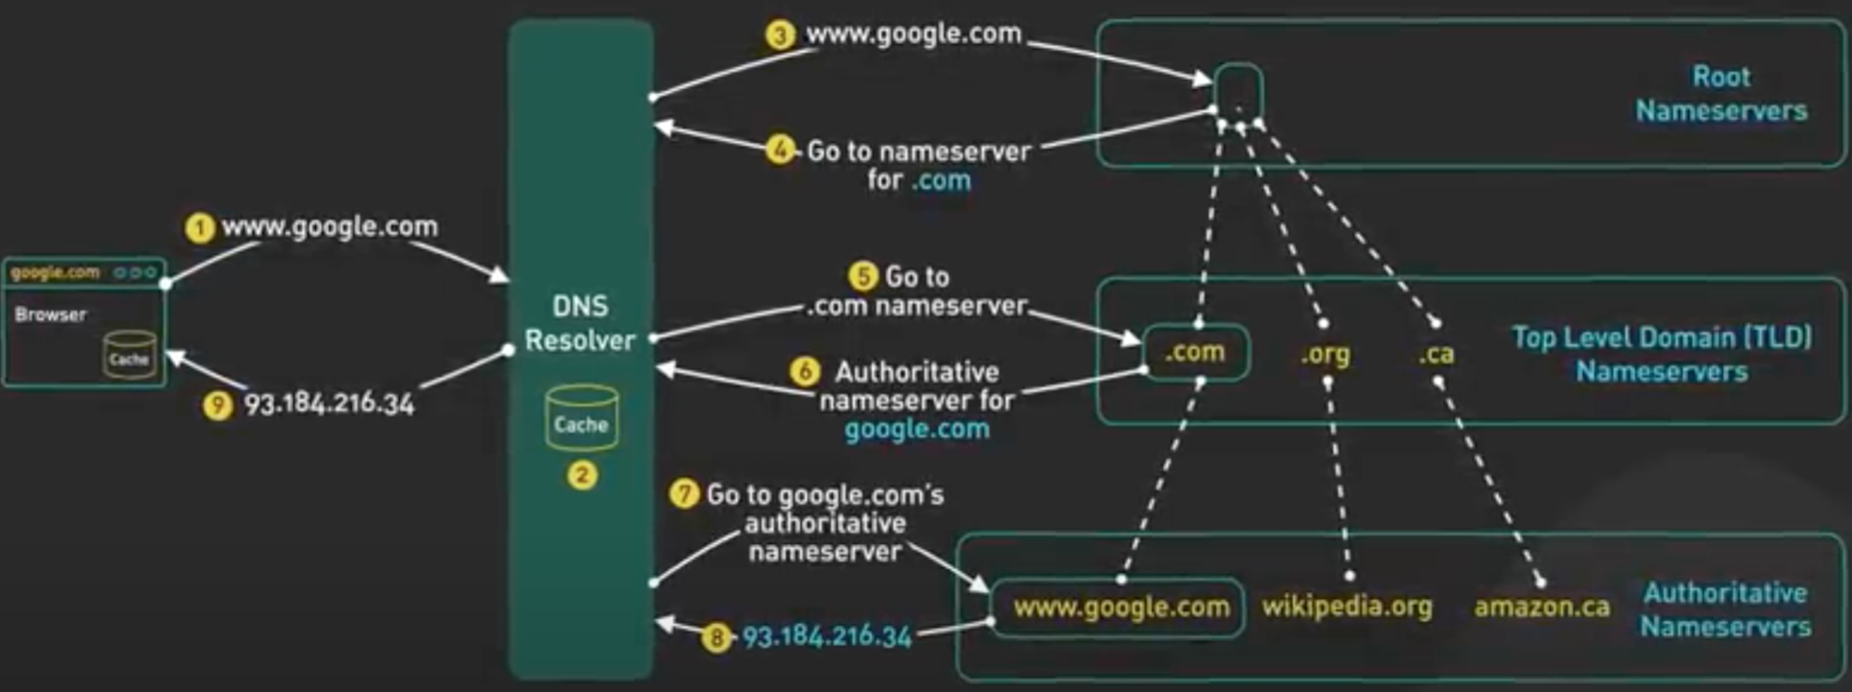 3 www.google.com
Root
Nameservers
4 Go to nameserver
for .com
1 www.google.com
google.com
Browser
Cache
9 93.184.216.34
DNS
Resolver
Cache
2
5 Go to
.com nameserver
6 Authoritative
nameserver for
google.com
.com
.org
.ca
Top Level Domain (TLD)
Nameservers
7 Go to google.com's
authoritative
nameserver
8 93.184.216.34
www.google.com
wikipedia.org
amazon.ca
Authoritative
Nameservers